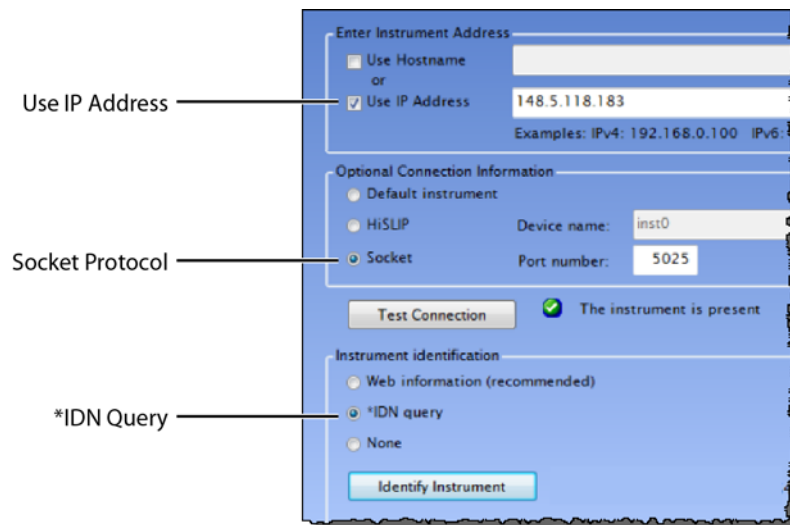 Enter Instrument Address
Use Hostname
or
Use IP Address
Use IP Address 148.5.118.183
Examples: IPv4: 192.168.0.100 IPv6:
Optional Connection Information
Default instrument
HiSLIP Device name: inst0
Socket Protocol
Socket Port number: 5025
Test Connection The instrument is present
Instrument identification
Web information (recommended)
*IDN Query
*IDN query
None
Identify Instrument